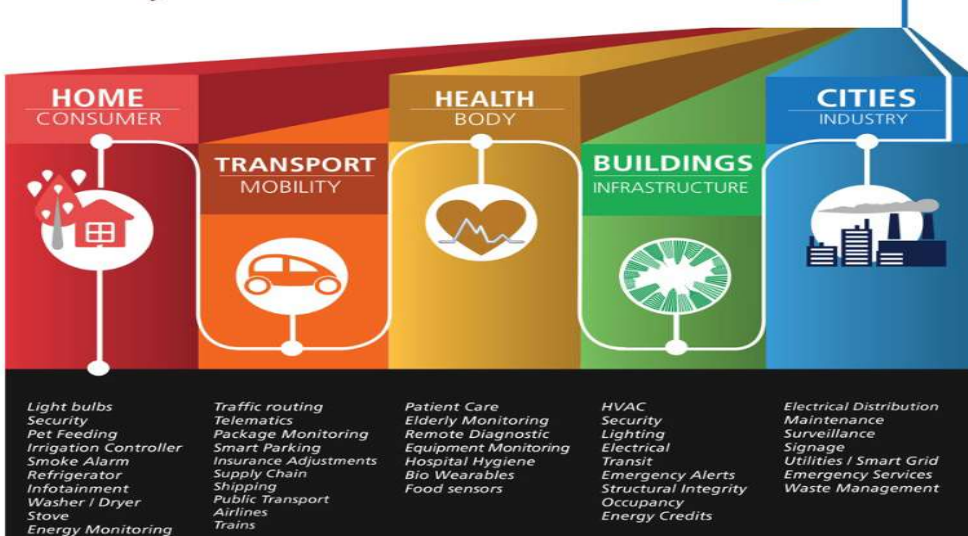 HOME
CONSUMER
Light bulbs
Security
Pet Feeding
Irrigation Controller
Smoke Alarm
Refrigerator
Infotainment
Washer / Dryer
Stove
Energy Monitoring
TRANSPORT
MOBILITY
Traffic routing
Telematics
Package Monitoring
Smart Parking
Insurance Adjustments
Supply Chain
Shipping
Public Transport
Airlines
Trains
HEALTH
BODY
Patient Care
Elderly Monitoring
Remote Diagnostic
Equipment Monitoring
Hospital Hygiene
Bio Wearables
Food sensors
BUILDINGS
INFRASTRUCTURE
HVAC
Security
Lighting
Electrical
Transit
Emergency Alerts
Structural Integrity
Occupancy
Energy Credits
CITIES
INDUSTRY
Electrical Distribution
Maintenance
Surveillance
Signage
Utilities / Smart Grid
Emergency Services
Waste Management